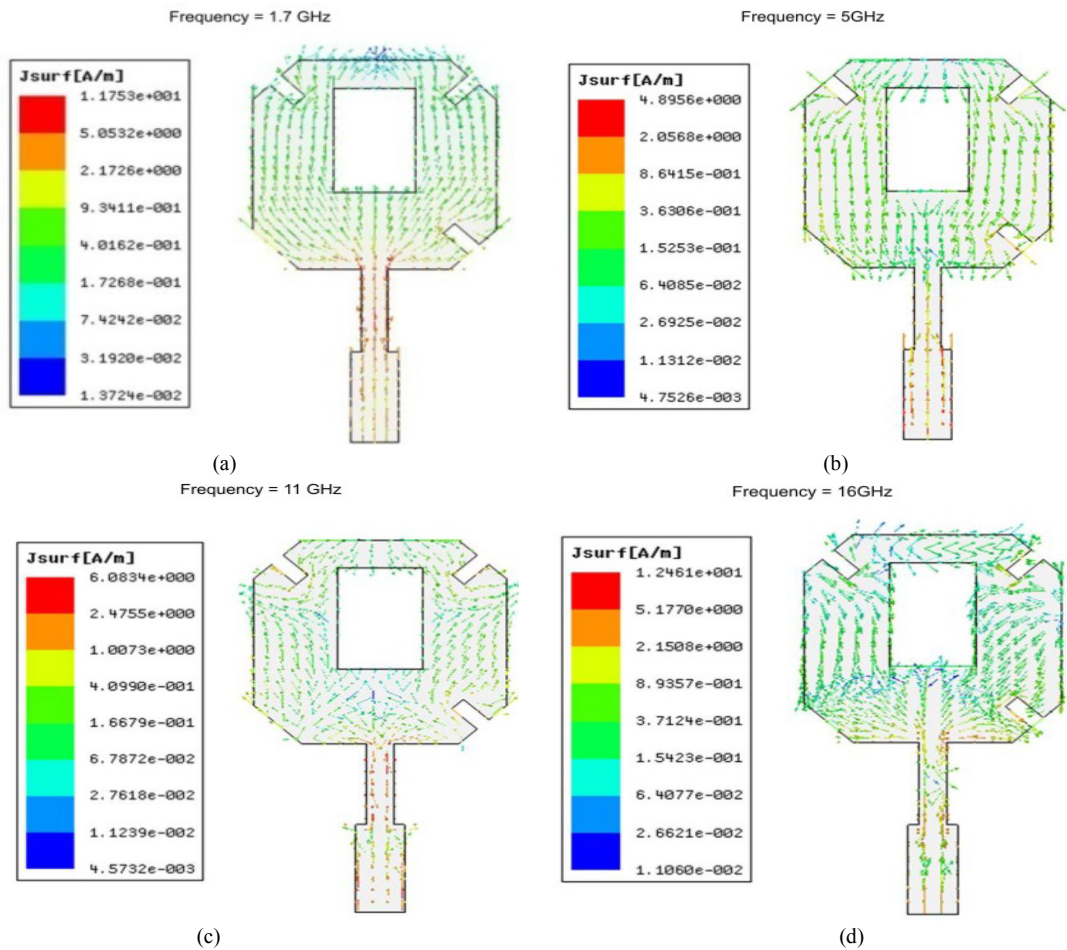 Frequency = 1.7 GHz
Jsurf[A/m]
1.1753e+001
5.0532e+000
2.1726e+000
9.3411e-001
4.0162e-001
1.7268e-001
7.4242e-002
3.1920e-002
1.3724e-002
(a)
Frequency = 5GHz
Jsurf[A/m]
4.8956e+000
2.0568e+000
8.6415e-001
3.6306e-001
1.5253e-001
6.4085e-002
2.6925e-002
1.1312e-002
4.7526e-003
(b)
Frequency = 11 GHz
Jsurf[A/m]
6.0834e+000
2.4755e+000
1.0073e+000
4.0990e-001
1.6679e-001
6.7872e-002
2.7618e-002
1.1239e-002
4.5732e-003
(c)
Frequency = 16GHz
Jsurf[A/m]
1.2461e+001
5.1770e+000
2.1508e+000
8.9357e-001
3.7124e-001
1.5423e-001
6.4077e-002
2.6621e-002
1.1060e-002
(d)